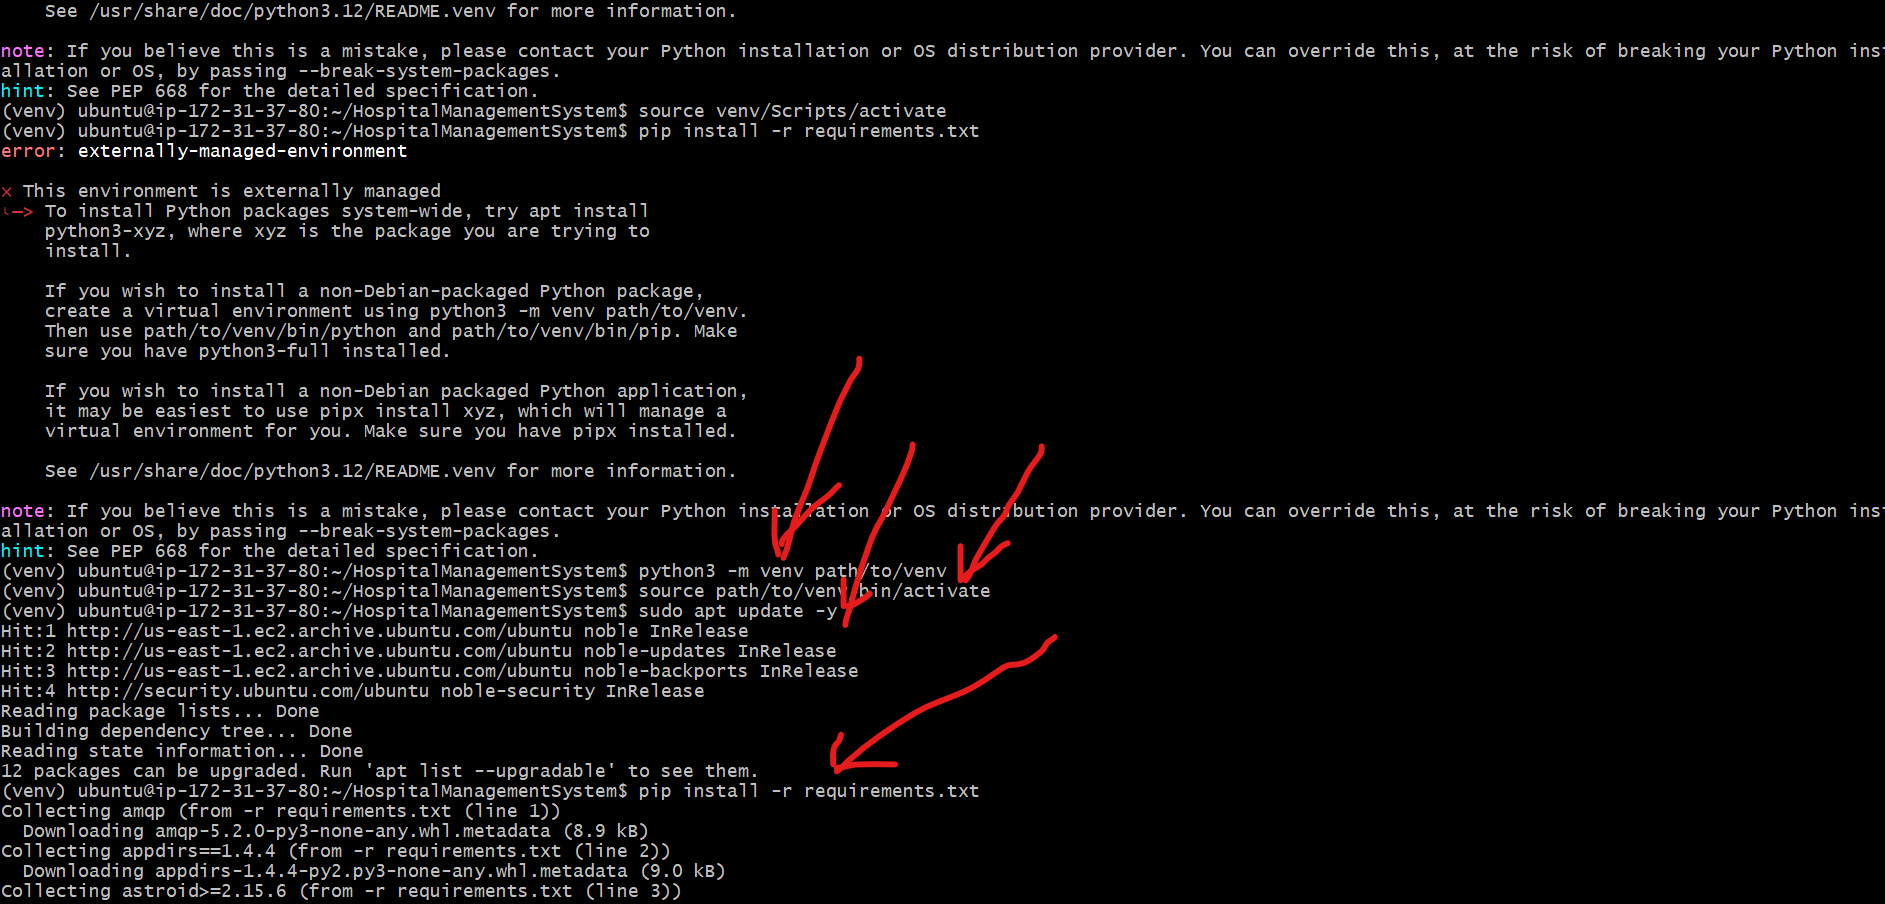 See /usr/share/doc/python3.12/README.venv for more information.
note: If you believe this is a mistake, please contact your Python installation or OS distribution provider. You can override this, at the risk of breaking your Python inst
allation or OS, by passing --break-system-packages.
hint: See PEP 668 for the detailed specification.
(venv) ubuntu@ip-172-31-37-80:~/HospitalManagementSystem$ source venv/Scripts/activate
(venv) ubuntu@ip-172-31-37-80:~/HospitalManagementSystem$ pip install -r requirements.txt
error: externally-managed-environment
× This environment is externally managed
╰─> To install Python packages system-wide, try apt install
python3-xyz, where xyz is the package you are trying to
install.
If you wish to install a non-Debian-packaged Python package,
create a virtual environment using python3 -m venv path/to/venv.
Then use path/to/venv/bin/python and path/to/venv/bin/pip. Make
sure you have python3-full installed.
If you wish to install a non-Debian packaged Python application,
it may be easiest to use pipx install xyz, which will manage a
virtual environment for you. Make sure you have pipx installed.
See /usr/share/doc/python3.12/README.venv for more information.
note: If you believe this is a mistake, please contact your Python installation or OS distribution provider. You can override this, at the risk of breaking your Python inst
allation or OS, by passing --break-system-packages.
hint: See PEP 668 for the detailed specification.
(venv) ubuntu@ip-172-31-37-80:~/HospitalManagementSystem$ python3 -m venv path/to/venv
(venv) ubuntu@ip-172-31-37-80:~/HospitalManagementSystem$ source path/to/venv/bin/activate
(venv) ubuntu@ip-172-31-37-80:~/HospitalManagementSystem$ sudo apt update -y
Hit:1 http://us-east-1.ec2.archive.ubuntu.com/ubuntu noble InRelease
Hit:2 http://us-east-1.ec2.archive.ubuntu.com/ubuntu noble-updates InRelease
Hit:3 http://us-east-1.ec2.archive.ubuntu.com/ubuntu noble-backports InRelease
Hit:4 http://security.ubuntu.com/ubuntu noble-security InRelease
Reading package lists... Done
Building dependency tree... Done
Reading state information... Done
12 packages can be upgraded. Run 'apt list --upgradable' to see them.
(venv) ubuntu@ip-172-31-37-80:~/HospitalManagementSystem$ pip install -r requirements.txt
Collecting amqp (from -r requirements.txt (line 1))
Downloading amqp-5.2.0-py3-none-any.whl.metadata (8.9 kB)
Collecting appdirs==1.4.4 (from -r requirements.txt (line 2))
Downloading appdirs-1.4.4-py2.py3-none-any.whl.metadata (9.0 kB)
Collecting astroid>=2.15.6 (from -r requirements.txt (line 3))